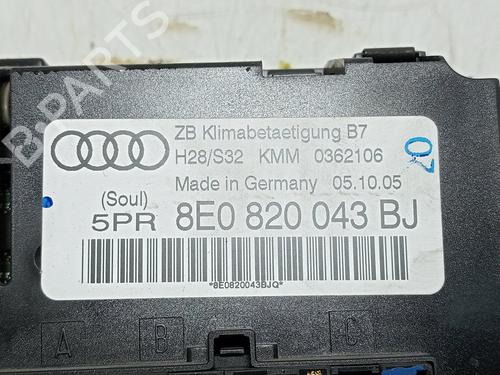 ZB Klimabetaetigung B7
H28/S32 KMM 0362106
Made in Germany 05.10.05
(Soul)
5PR 8E0 820 043 BJ
*8E0820043BJQ*
07
A B C
B-PARTS